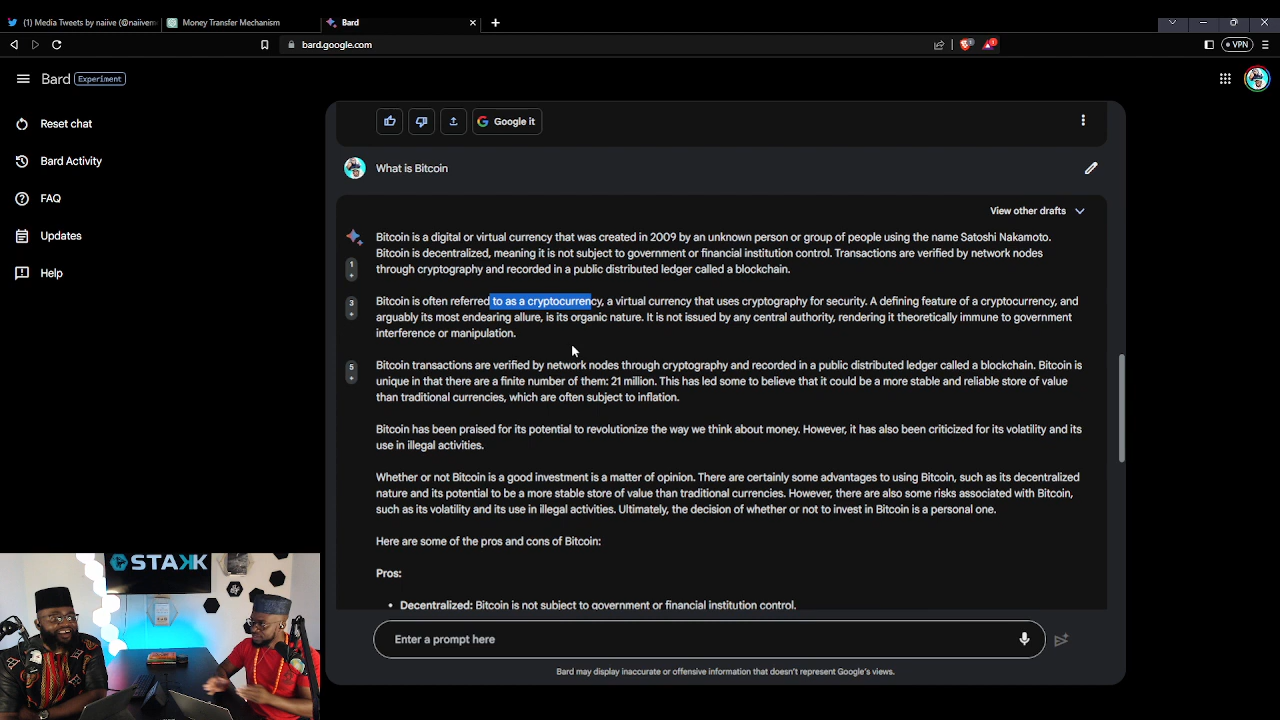 (1) Media Tweets by naiive (@naiivem
Money Transfer Mechanism
Bard
bard.google.com
VPN
Bard Experiment
Reset chat
Bard Activity
FAQ
Updates
Help
Google it
What is Bitcoin
View other drafts
Bitcoin is a digital or virtual currency that was created in 2009 by an unknown person or group of people using the name Satoshi Nakamoto.
1
Bitcoin is decentralized, meaning it is not subject to government or financial institution control. Transactions are verified by network nodes
through cryptography and recorded in a public distributed ledger called a blockchain.
3
Bitcoin is often referred to as a cryptocurrency, a virtual currency that uses cryptography for security. A defining feature of a cryptocurrency, and
arguably its most endearing allure, is its organic nature. It is not issued by any central authority, rendering it theoretically immune to government
interference or manipulation.
5
Bitcoin transactions are verified by network nodes through cryptography and recorded in a public distributed ledger called a blockchain. Bitcoin is
unique in that there are a finite number of them: 21 million. This has led some to believe that it could be a more stable and reliable store of value
than traditional currencies, which are often subject to inflation.
Bitcoin has been praised for its potential to revolutionize the way we think about money. However, it has also been criticized for its volatility and its
use in illegal activities.
Whether or not Bitcoin is a good investment is a matter of opinion. There are certainly some advantages to using Bitcoin, such as its decentralized
nature and its potential to be a more stable store of value than traditional currencies. However, there are also some risks associated with Bitcoin,
such as its volatility and its use in illegal activities. Ultimately, the decision of whether or not to invest in Bitcoin is a personal one.
Here are some of the pros and cons of Bitcoin:
Pros:
• Decentralized: Bitcoin is not subject to government or financial institution control.
Enter a prompt here
Bard may display inaccurate or offensive information that doesn't represent Google's views.
STAKK